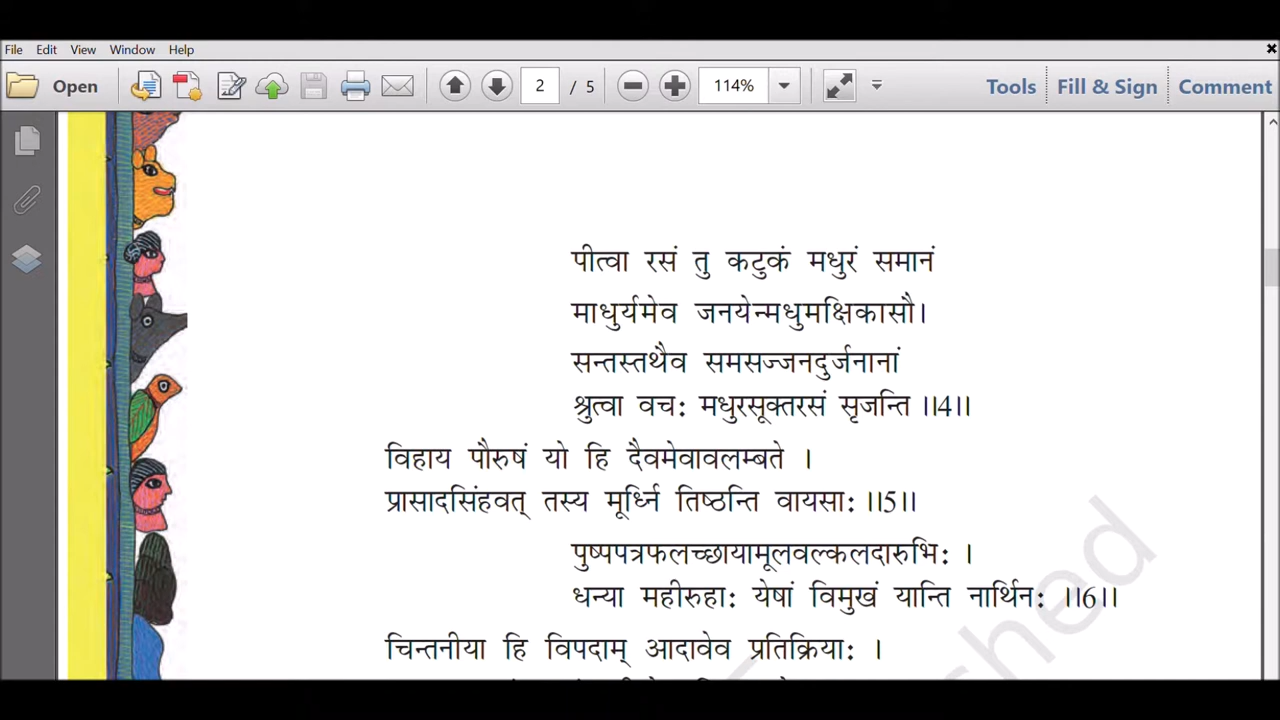 File Edit View Window Help
Open 2 / 5 114% Tools Fill & Sign Comment
पीत्वा रसं तु कटुकं मधुरं समानं
माधुर्यमेव जनयेन्मधुमक्षिकासौ।
सन्तस्तथैव समसज्जनदुर्जनानां
श्रुत्वा वचः मधुरसूक्तरसं सृजन्ति ।।4।।
विहाय पौरुषं यो हि दैवमेवावलम्बते ।
प्रासादसिंहवत् तस्य मूर्ध्नि तिष्ठन्ति वायसाः ।।5।।
पुष्पपत्रफलच्छायामूलवल्कलदारुभिः ।
धन्या महीरुहाः येषां विमुखं यान्ति नार्थिनः ।।6।।
चिन्तनीया हि विपदाम् आदावेव प्रतिक्रियाः ।